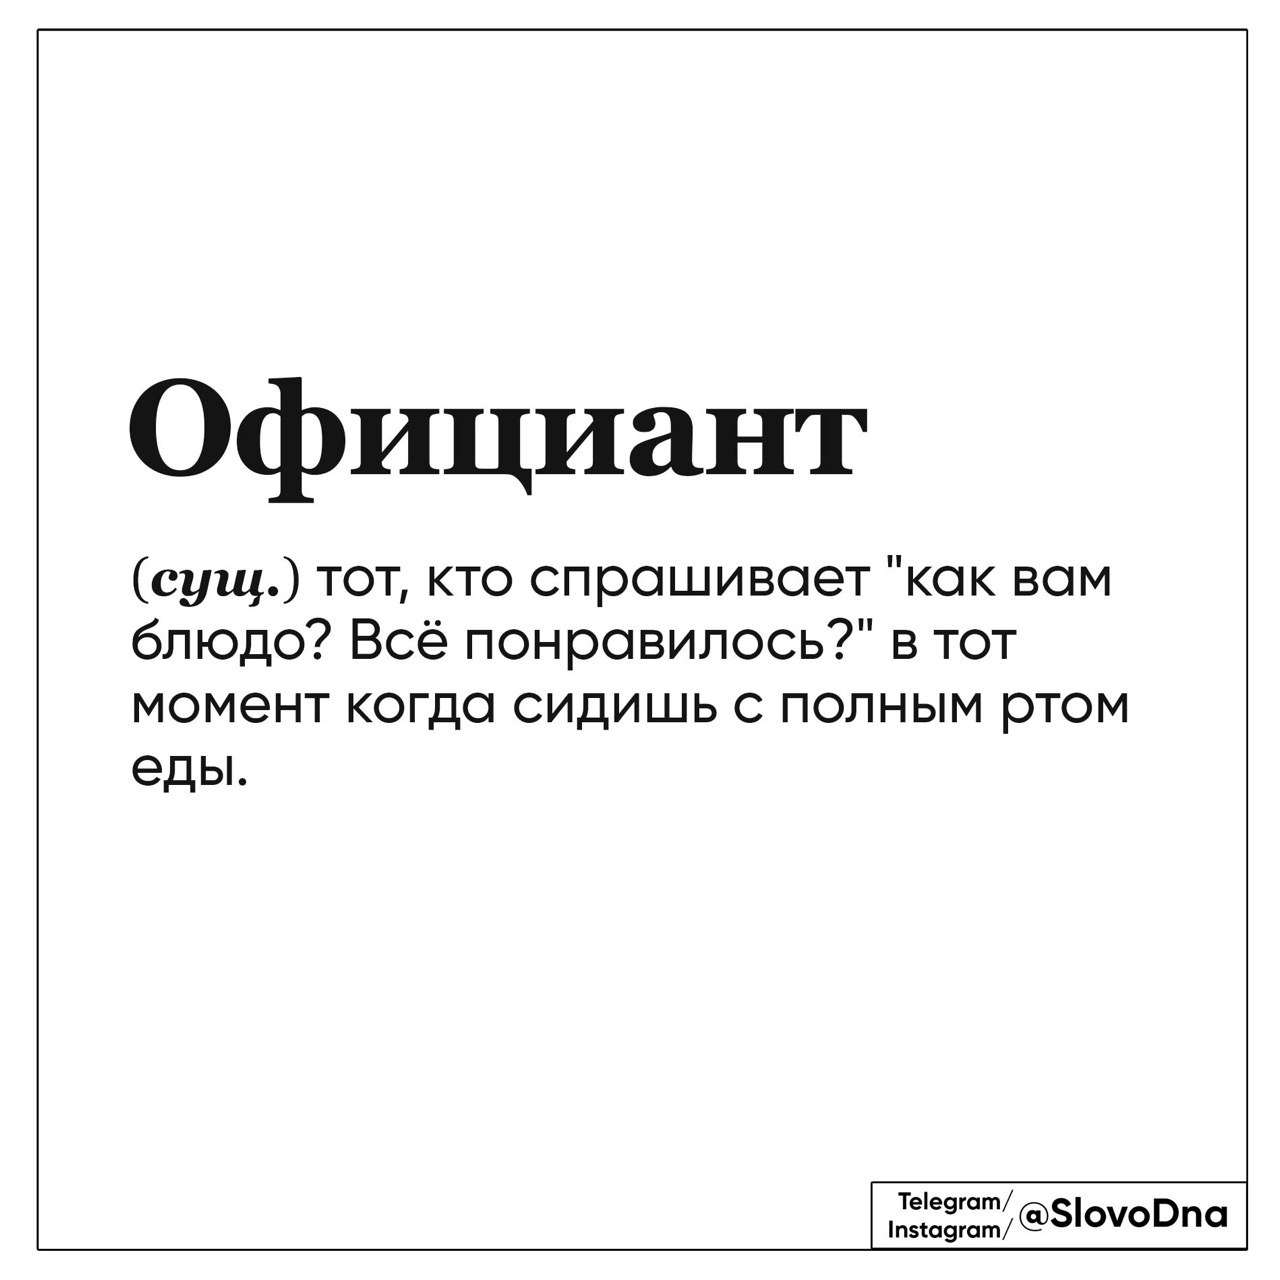 Официант
(сущ.) тот, кто спрашивает "как вам
блюдо? Всё понравилось?" в тот
момент когда сидишь с полным ртом
еды.
Telegram/
Instagram/
@SlovoDna